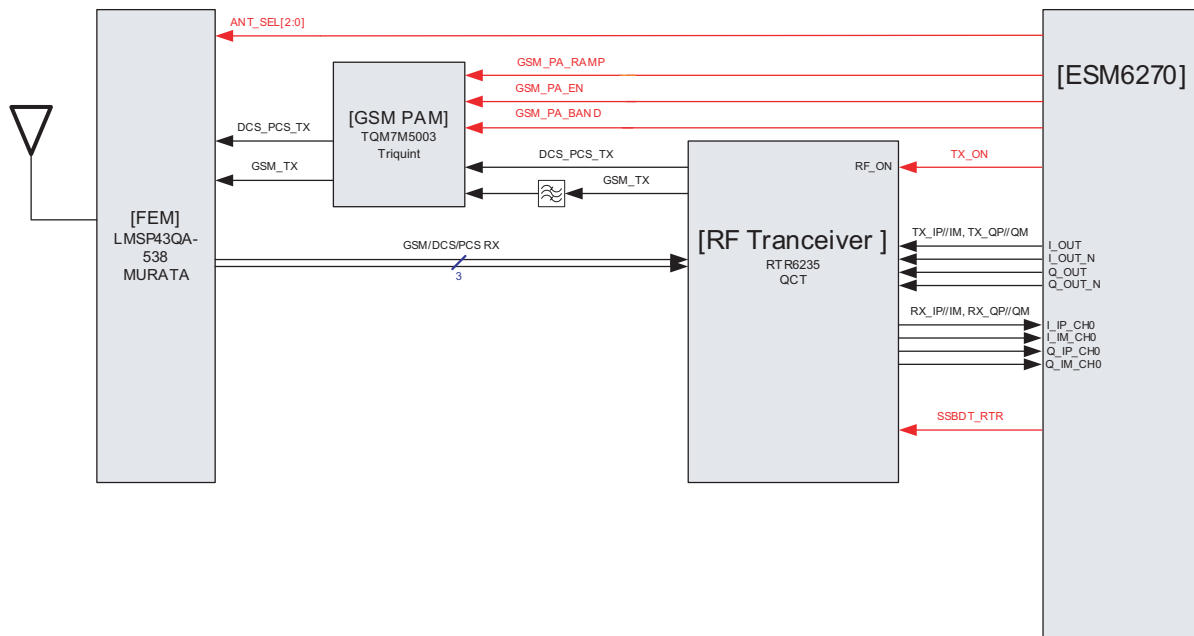 ANT_SEL[2:0]
[ESM6270]
GSM_PA_RAMP
GSM_PA_EN
GSM_PA_BAND
[GSM PAM]
TQM7M5003
Triquint
DCS_PCS_TX
GSM_TX
DCS_PCS_TX
GSM_TX
RF_ON
TX_ON
[FEM]
LMSP43QA-
538
MURATA
GSM/DCS/PCS RX
3
[RF Tranceiver ]
RTR6235
QCT
TX_IP//IM, TX_QP//QM
I_OUT
I_OUT_N
Q_OUT
Q_OUT_N
RX_IP//IM, RX_QP//QM
I_IP_CH0
I_IM_CH0
Q_IP_CH0
Q_IM_CH0
SSBDT_RTR